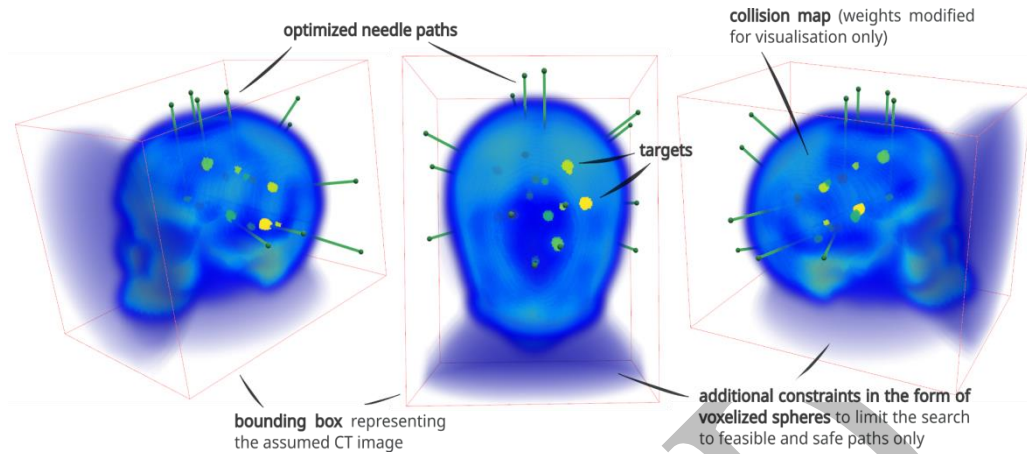 optimized needle paths
collision map (weights modified
for visualisation only)
targets
bounding box representing
the assumed CT image
additional constraints in the form of
voxelized spheres to limit the search
to feasible and safe paths only